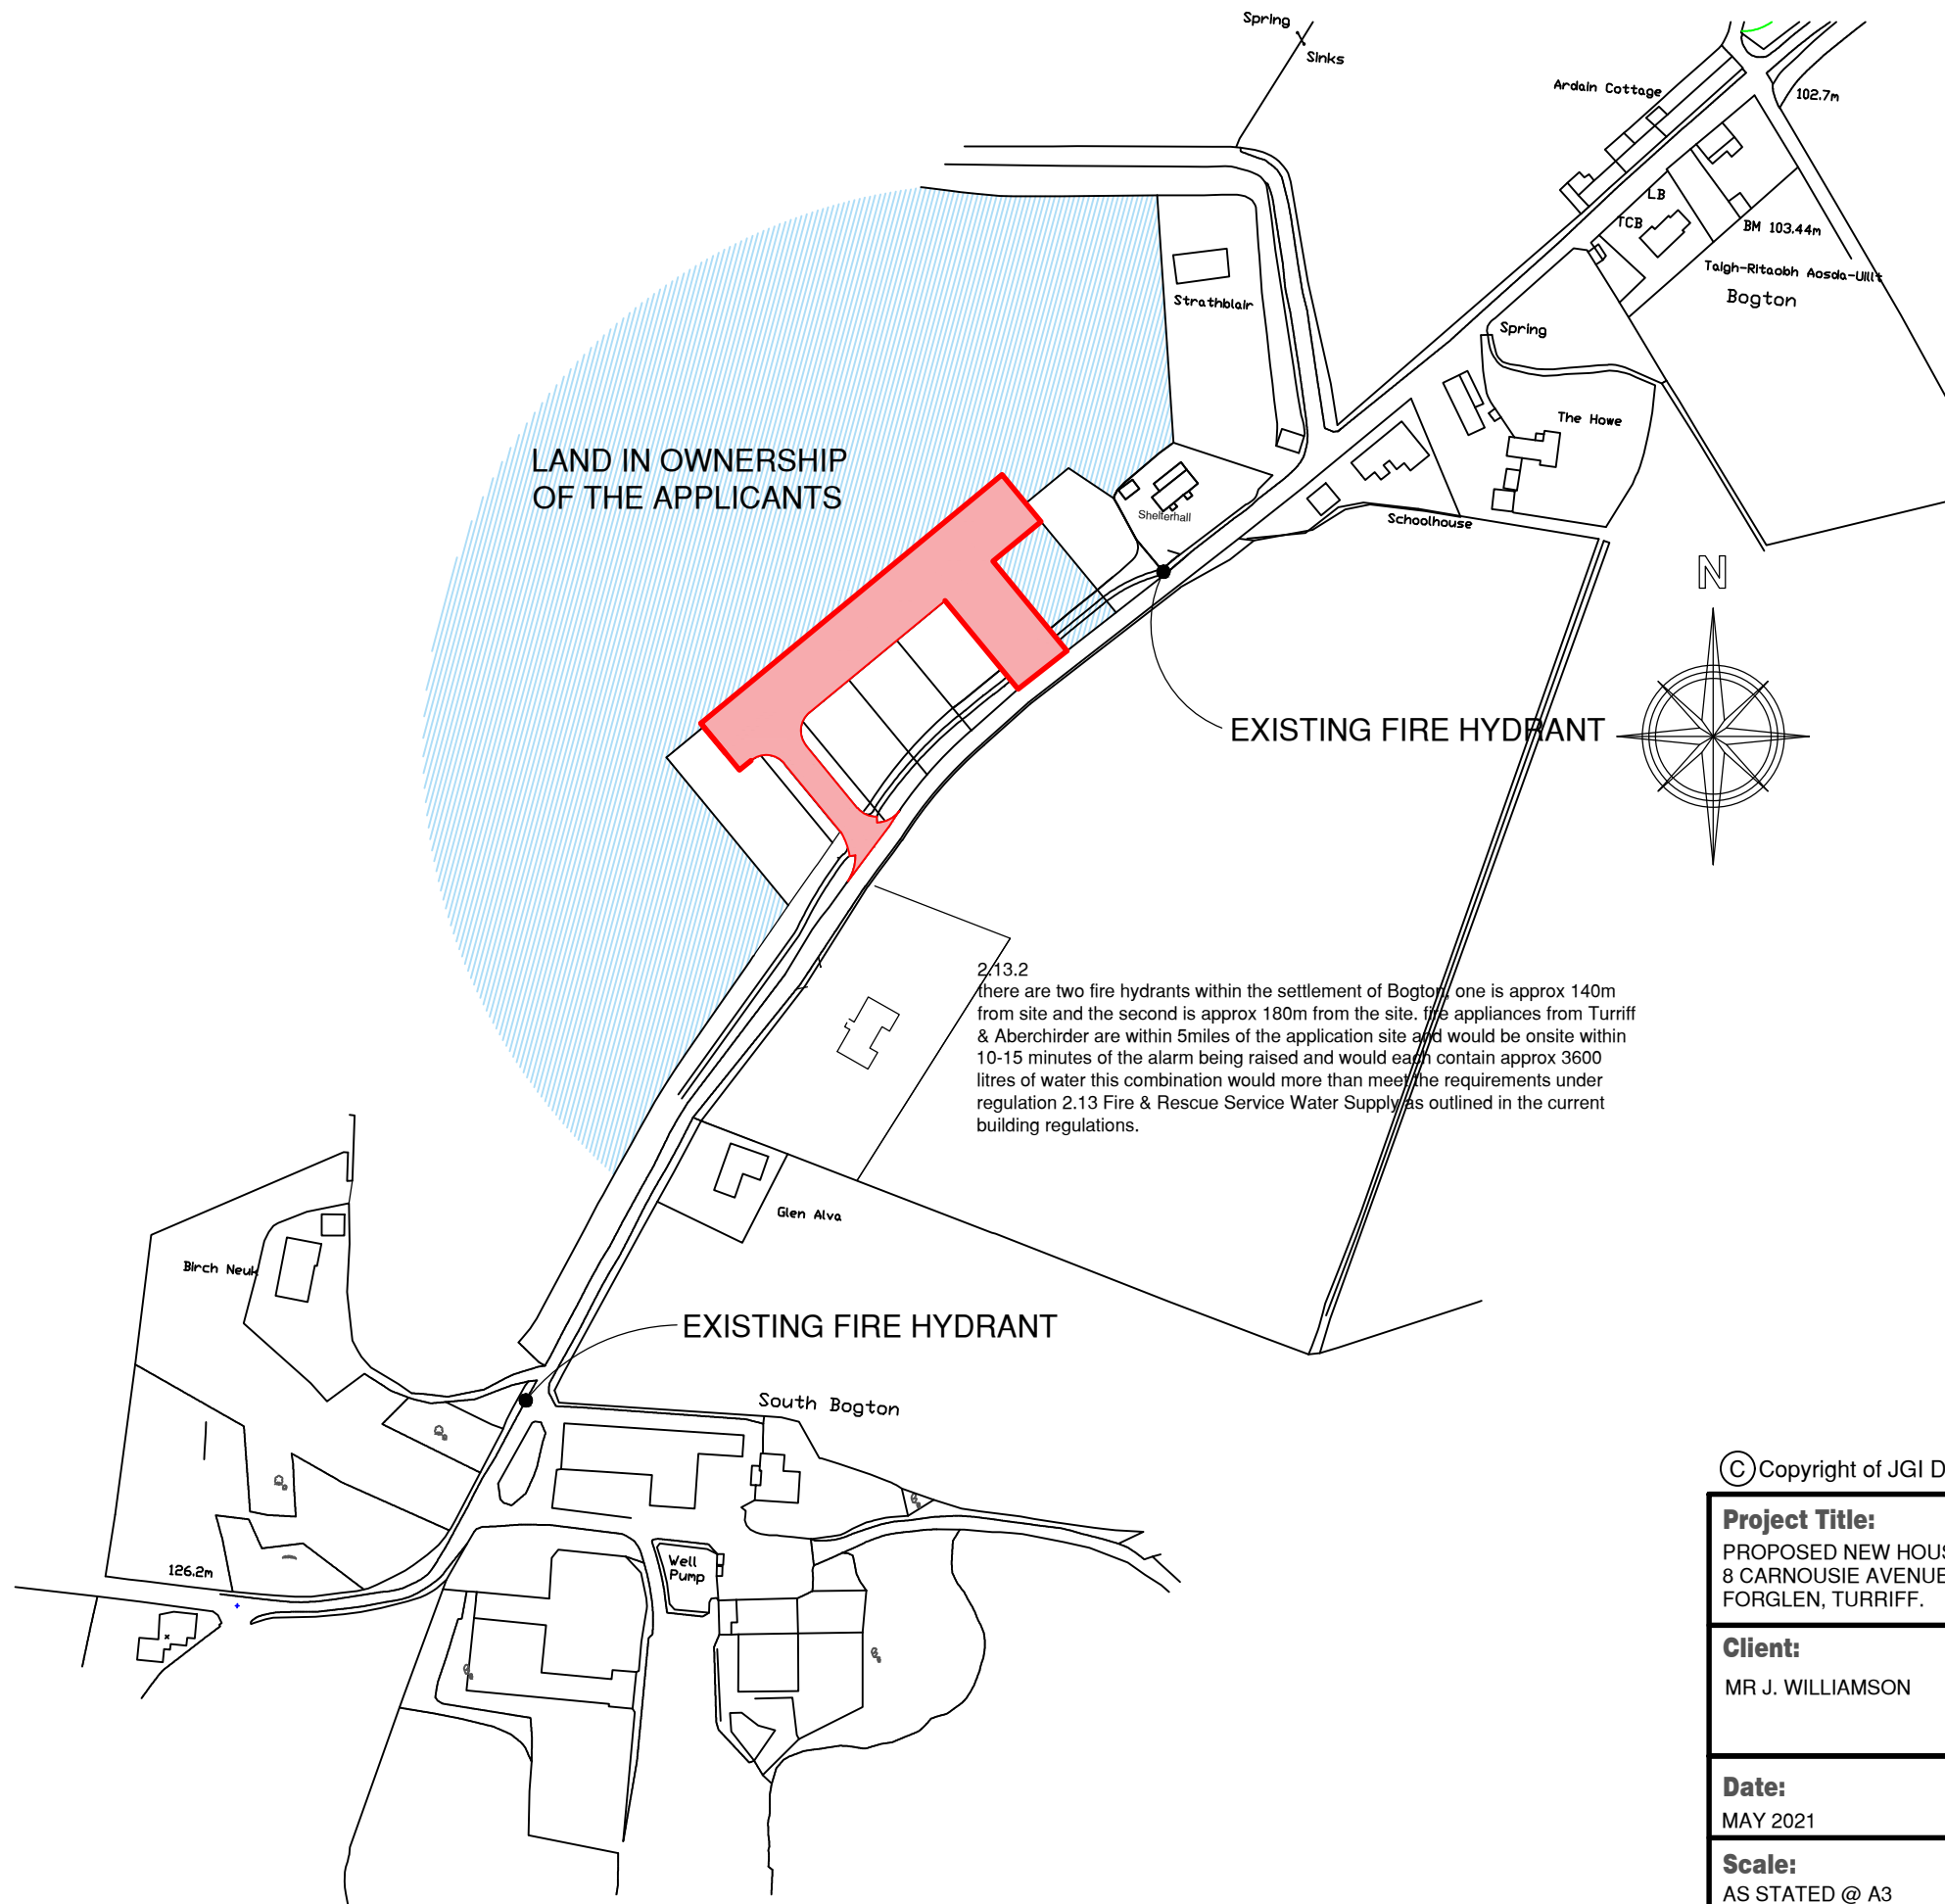 Spring
Sinks
Ardain Cottage
102.7m
LB
TCB
BM 103.44m
Taigh-Ritaobh Aosda-Uillt
Bogton
Strathblair
Spring
The Howe
LAND IN OWNERSHIP
OF THE APPLICANTS
Shelterhall
Schoolhouse
N
EXISTING FIRE HYDRANT
2.13.2
there are two fire hydrants within the settlement of Bogton, one is approx 140m
from site and the second is approx 180m from the site. fire appliances from Turriff
& Aberchirder are within 5miles of the application site and would be onsite within
10-15 minutes of the alarm being raised and would each contain approx 3600
litres of water this combination would more than meet the requirements under
regulation 2.13 Fire & Rescue Service Water Supply as outlined in the current
building regulations.
Glen Alva
Birch Neuk
EXISTING FIRE HYDRANT
South Bogton
Well
Pump
126.2m
C Copyright of JGI D
Project Title:
PROPOSED NEW HOUS
8 CARNOUSIE AVENUE
FORGLEN, TURRIFF.
Client:
MR J. WILLIAMSON
Date:
MAY 2021
Scale:
AS STATED @ A3